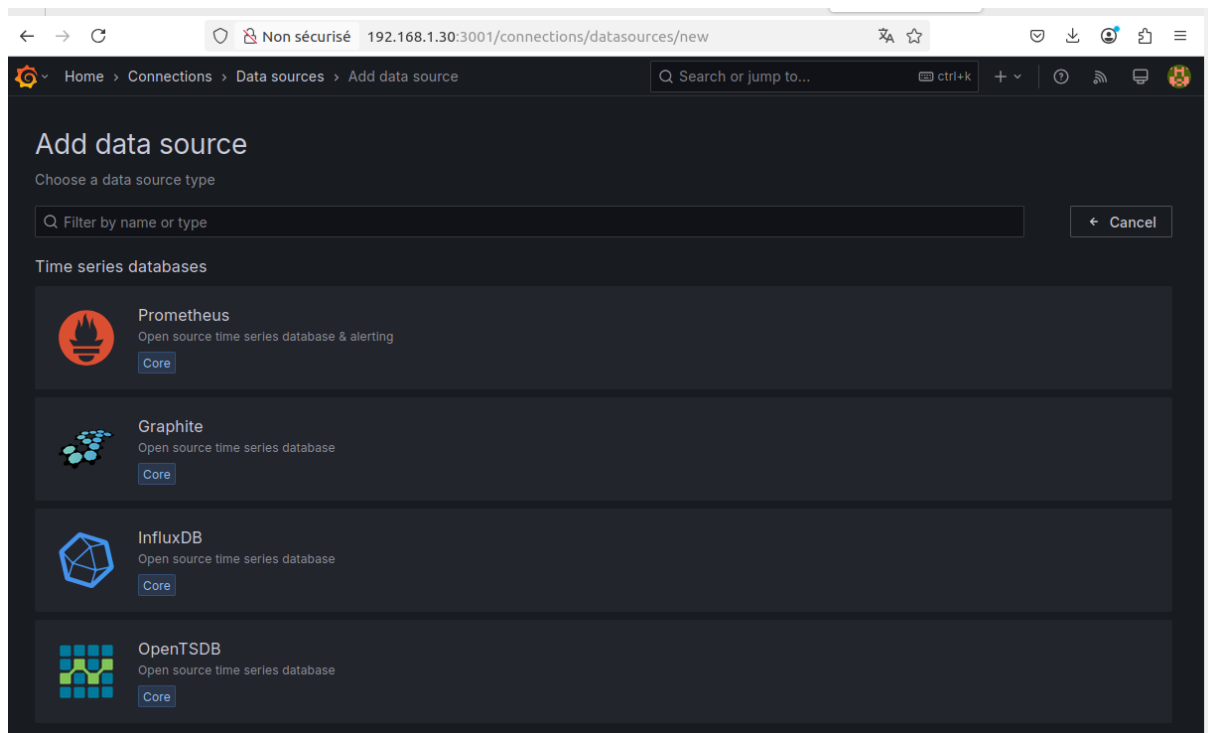 Non sécurisé 192.168.1.30:3001/connections/datasources/new
Home › Connections › Data sources › Add data source
Search or jump to...
ctrl+k
Add data source
Choose a data source type
Filter by name or type
Cancel
Time series databases
Prometheus
Open source time series database & alerting
Core
Graphite
Open source time series database
Core
InfluxDB
Open source time series database
Core
OpenTSDB
Open source time series database
Core